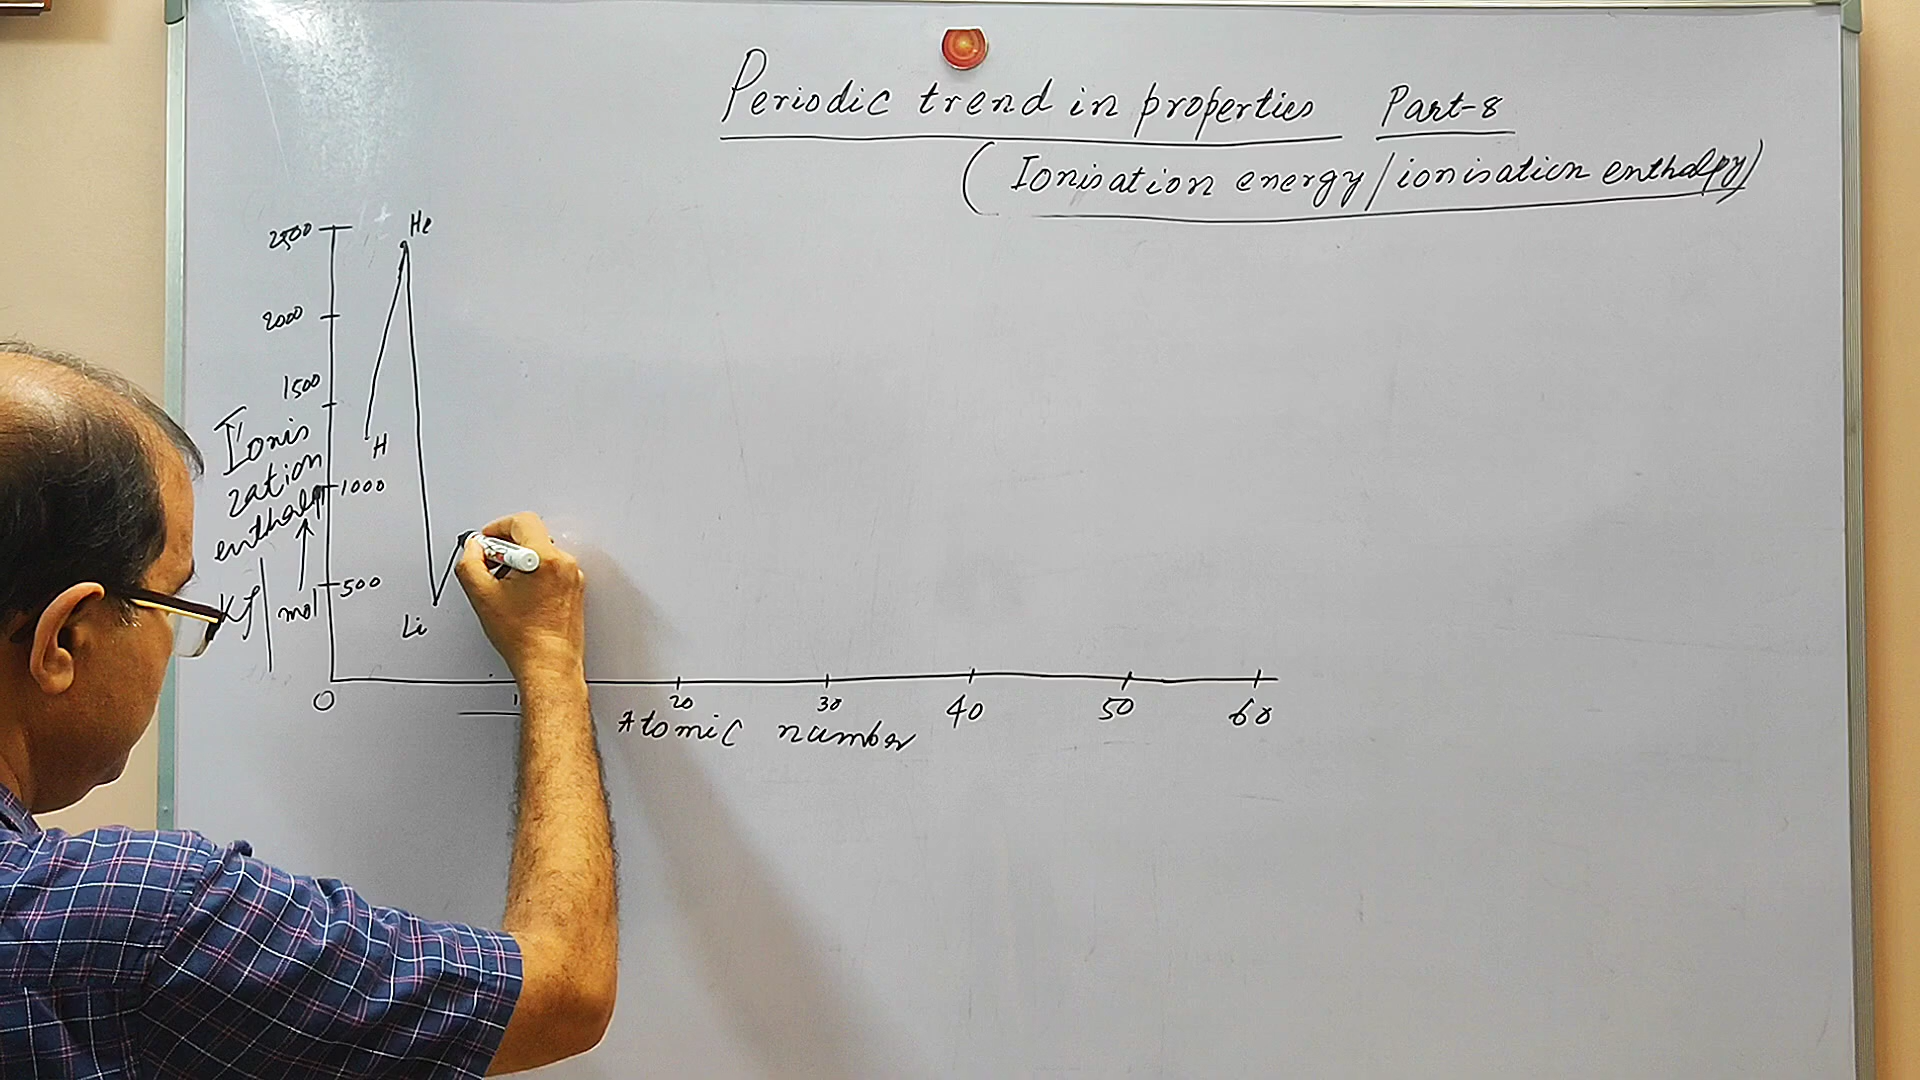 Periodic trend in properties Part-8
(Ionisation energy/ionisation enthalpy)
He
2500
2000
1500
Ionis
zation
enthalp
H
1000
500
KJ/mol
Li
0 20 30 40 50 60
Atomic number